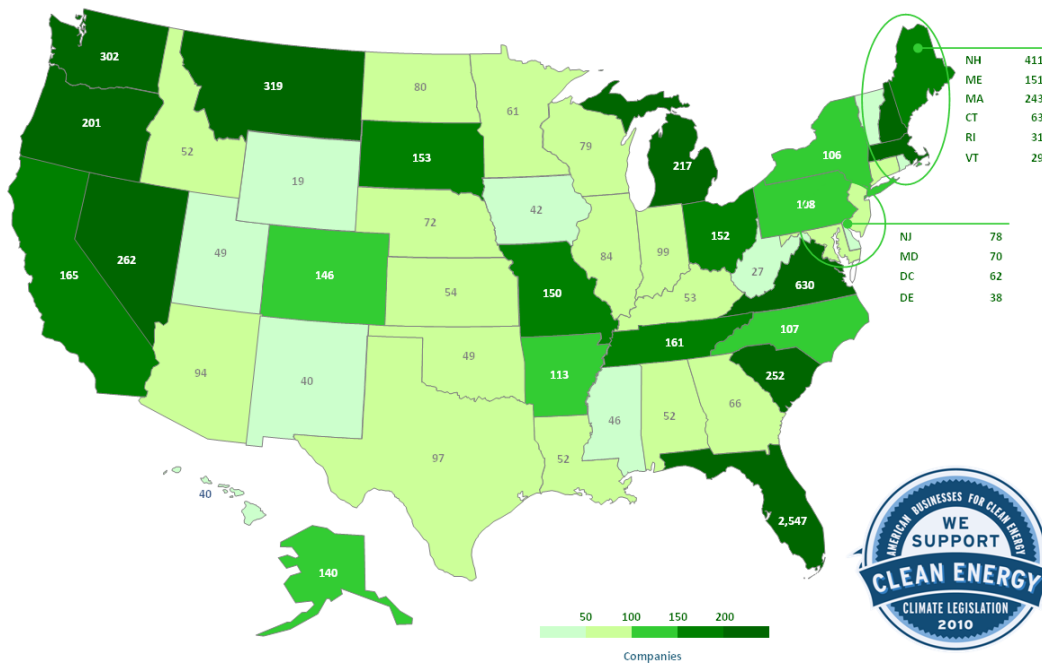 302
319
80
61
NH 411
ME 151
MA 243
CT 63
RI 31
VT 29
201
52
153
79
217
106
19
72
42
108
49
262
146
84
99
152
27
NJ 78
MD 70
DC 62
DE 38
165
54
150
53
630
94
40
49
113
161
107
252
97
52
46
52
66
2,547
40
140
AMERICAN BUSINESSES FOR CLEAN ENERGY
WE
SUPPORT
CLEAN ENERGY
CLIMATE LEGISLATION
2010
50 100 150 200
Companies